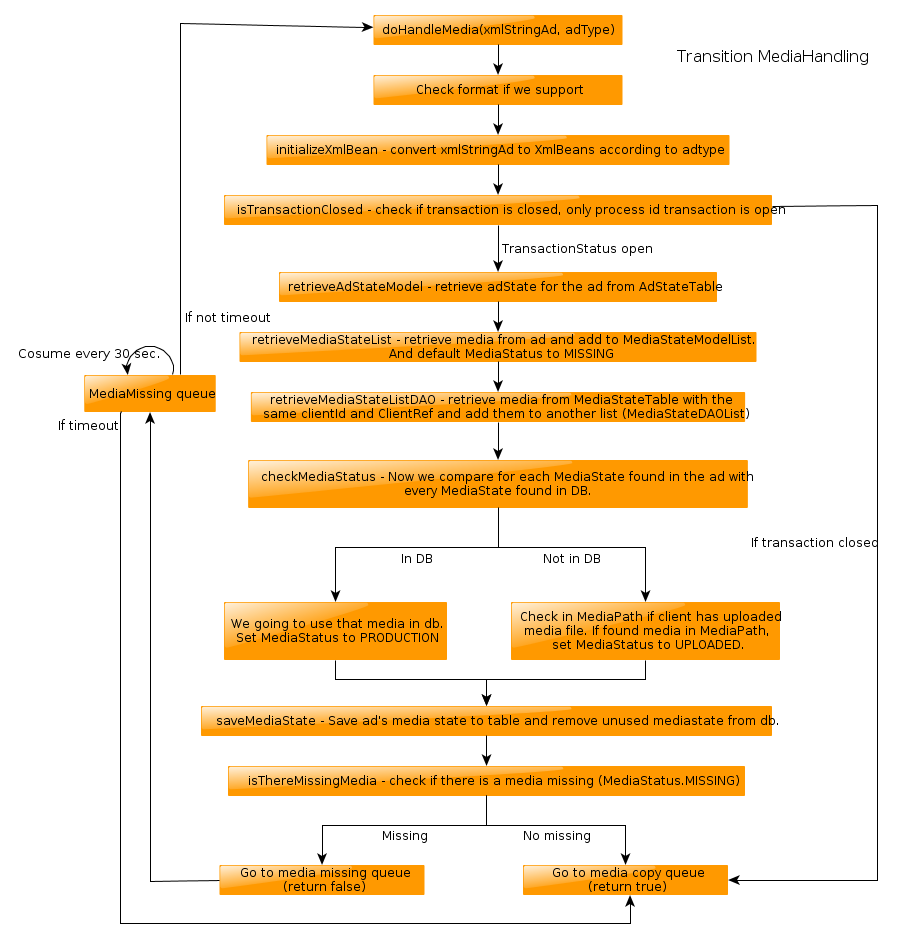 doHandleMedia(xmlStringAd, adType)
Transition MediaHandling
Check format if we support
initializeXmlBean - convert xmlStringAd to XmlBeans according to adtype
isTransactionClosed - check if transaction is closed, only process id transaction is open
TransactionStatus open
retrieveAdStateModel - retrieve adState for the ad from AdStateTable
If not timeout
retrieveMediaStateList - retrieve media from ad and add to MediaStateModelList.
And default MediaStatus to MISSING
Cosume every 30 sec.
MediaMissing queue
retrieveMediaStateListDAO - retrieve media from MediaStateTable with the
same clientId and ClientRef and add them to another list (MediaStateDAOList)
If timeout
checkMediaStatus - Now we compare for each MediaState found in the ad with
every MediaState found in DB.
If transaction closed
In DB
Not in DB
We going to use that media in db.
Set MediaStatus to PRODUCTION
Check in MediaPath if client has uploaded
media file. If found media in MediaPath,
set MediaStatus to UPLOADED.
saveMediaState - Save ad's media state to table and remove unused mediastate from db.
isThereMissingMedia - check if there is a media missing (MediaStatus.MISSING)
Missing
No missing
Go to media missing queue
(return false)
Go to media copy queue
(return true)